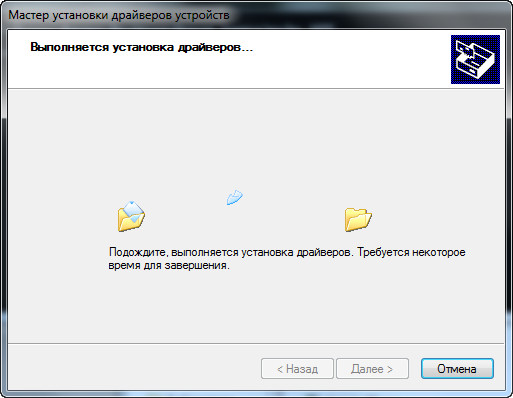 Мастер установки драйверов устройств
Выполняется установка драйверов...
Подождите, выполняется установка драйверов. Требуется некоторое
время для завершения.
< Назад
Далее >
Отмена